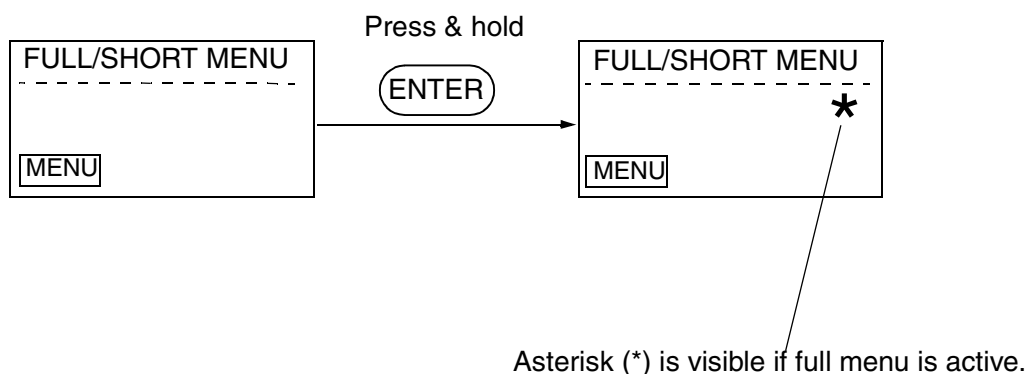 Press & hold
FULL/SHORT MENU
ENTER
FULL/SHORT MENU
*
MENU
MENU
Asterisk (*) is visible if full menu is active.